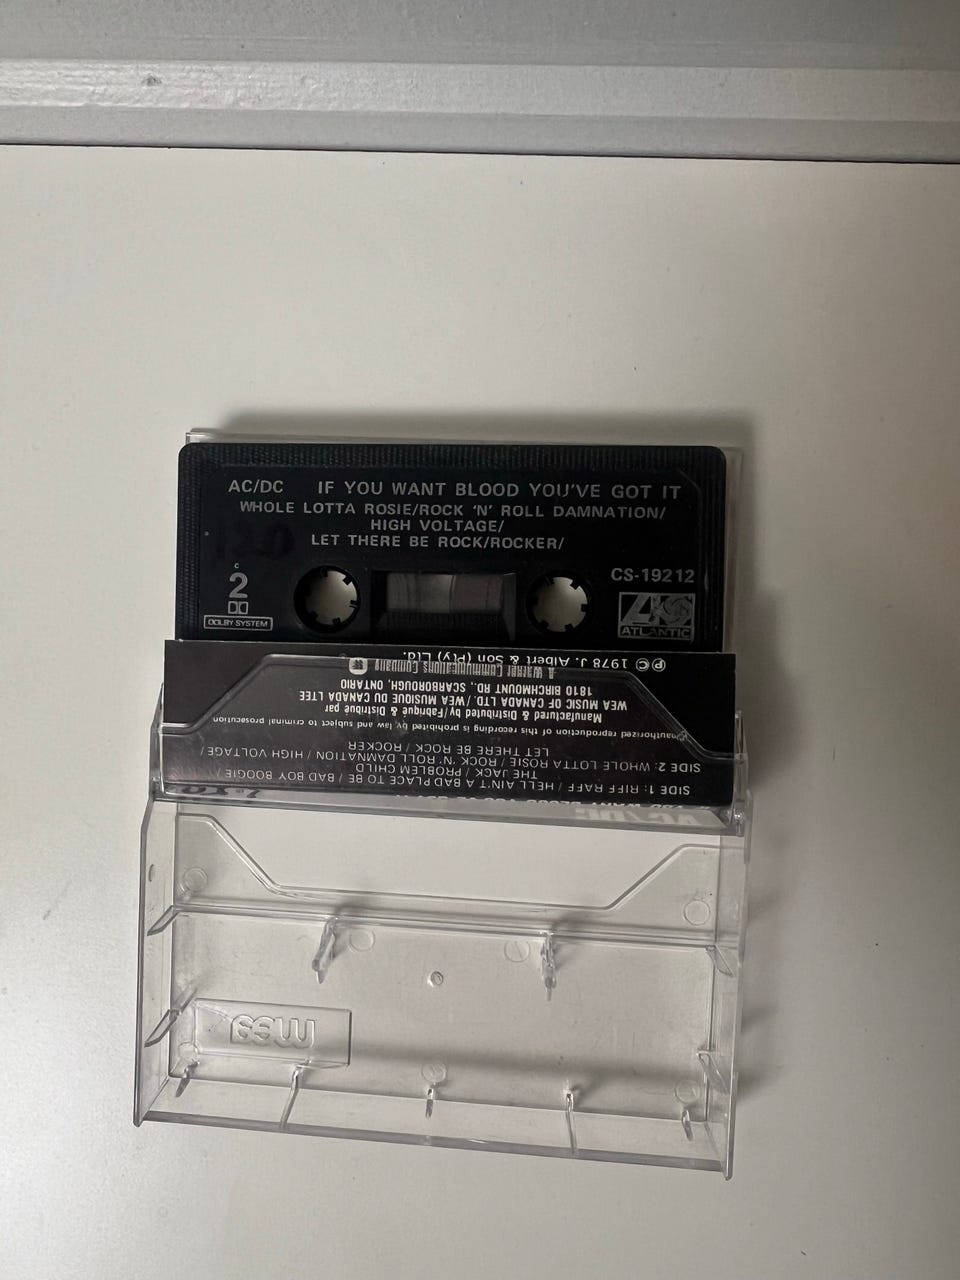 AC/DC IF YOU WANT BLOOD YOU'VE GOT IT
WHOLE LOTTA ROSIE/ROCK 'N' ROLL DAMNATION/
HIGH VOLTAGE/
LET THERE BE ROCK/ROCKER/
120
C
2
DOLBY SYSTEM
CS-19212
ATLANTIC
SIDE 1: RIFF RAFF / HELL AIN'T A BAD PLACE TO BE / BAD BOY BOOGIE /
THE JACK / PROBLEM CHILD
SIDE 2: WHOLE LOTTA ROSIE / ROCK 'N' ROLL DAMNATION / HIGH VOLTAGE /
LET THERE BE ROCK / ROCKER
Unauthorized reproduction of this recording is prohibited by law and subject to criminal prosecution
Manufactured & Distributed by/Fabriqué & Distribué par
WEA MUSIC OF CANADA LTD. / WEA MUSIQUE DU CANADA LTEE
1810 BIRCHMOUNT RD., SCARBOROUGH, ONTARIO
A Warner Communications Company
℗ © 1978 J. Albert & Son (Pty) Ltd.
wea